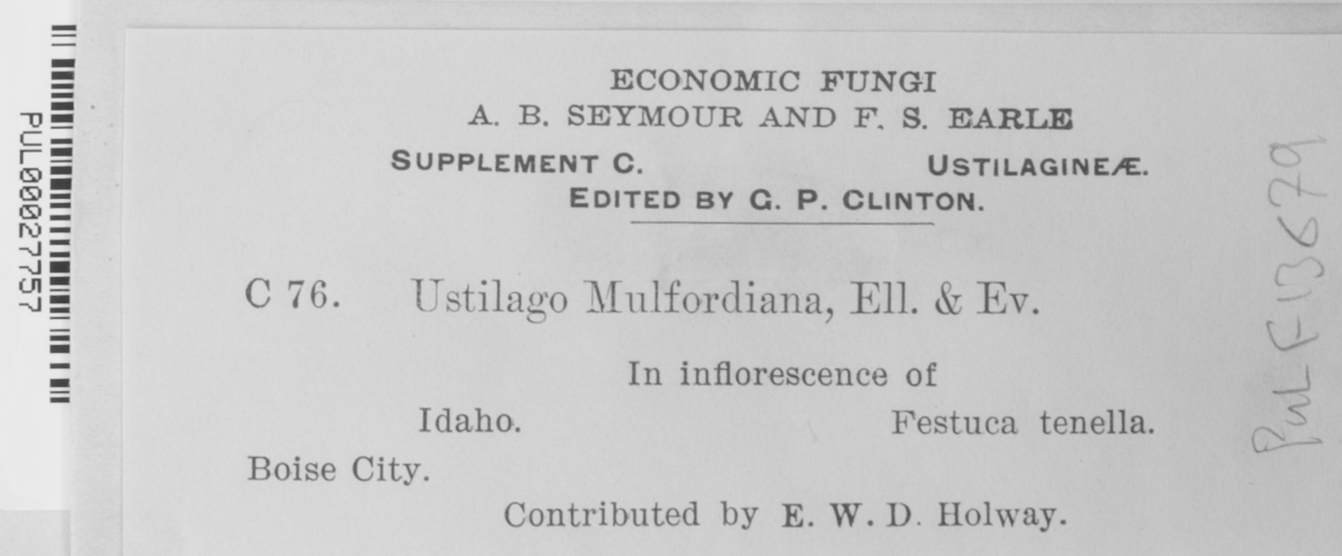 ECONOMIC FUNGI
A. B. SEYMOUR AND F. S. EARLE
SUPPLEMENT C. USTILAGINEÆ.
EDITED BY G. P. CLINTON.
C 76. Ustilago Mulfordiana, Ell. & Ev.
In inflorescence of
Idaho. Festuca tenella.
Boise City.
Contributed by E. W. D. Holway.
PUL00027757
PUL F13679